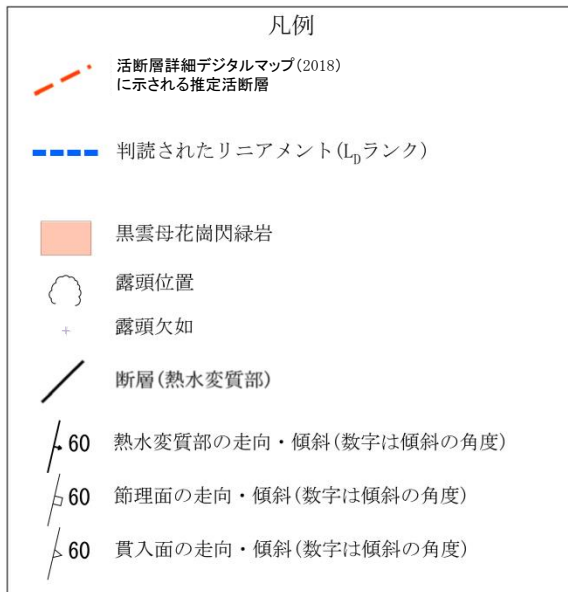 凡例
活断層詳細デジタルマップ(2018)
に示される推定活断層
判読されたリニアメント(LDランク)
黒雲母花崗閃緑岩
露頭位置
露頭欠如
断層(熱水変質部)
60 熱水変質部の走向・傾斜(数字は傾斜の角度)
60 節理面の走向・傾斜(数字は傾斜の角度)
60 貫入面の走向・傾斜(数字は傾斜の角度)